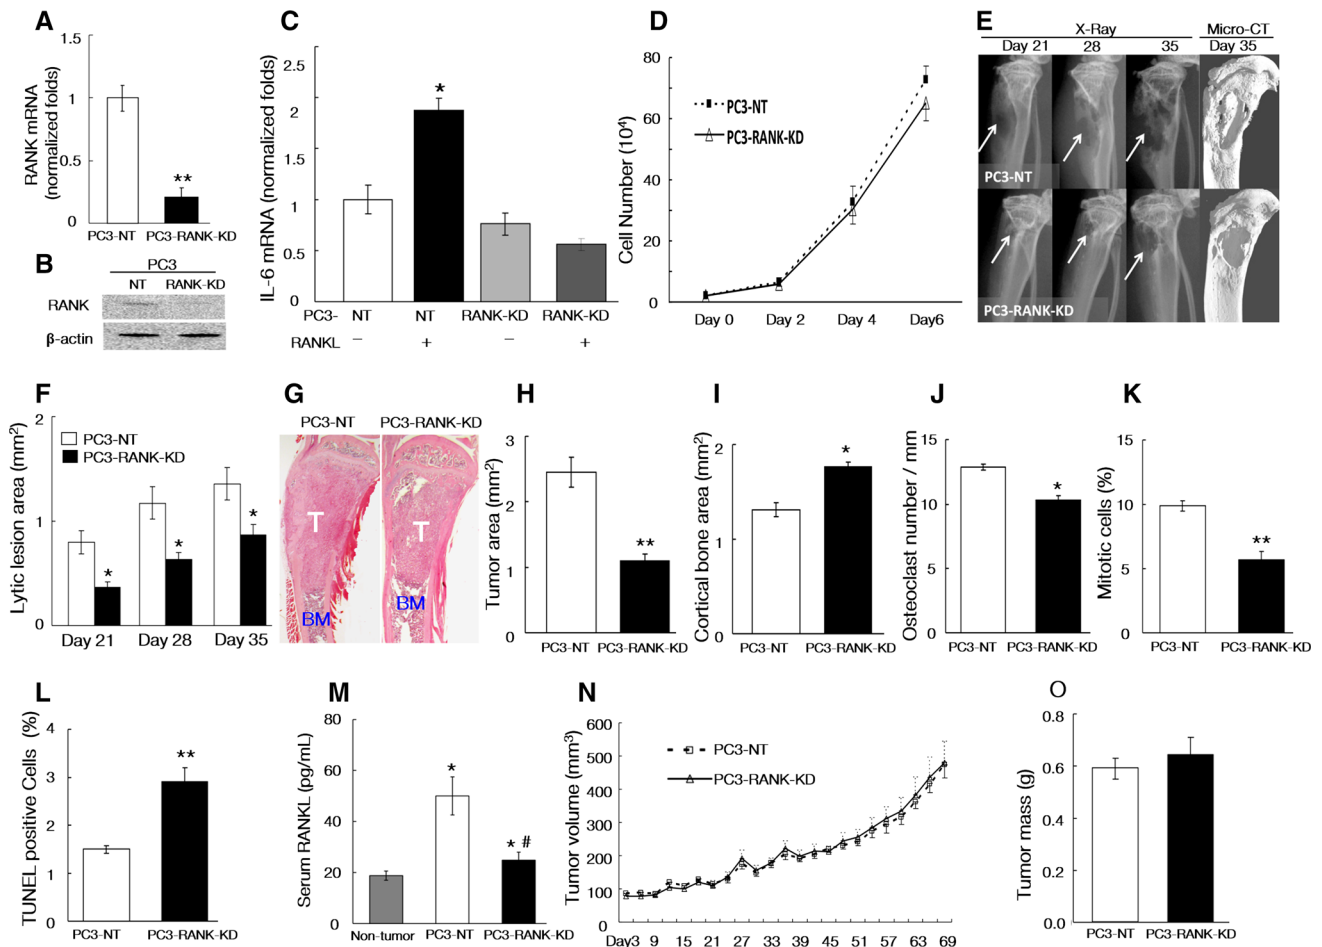 A
RANK mRNA
(normalized folds)
1.5
1
0.5
0
**
PC3-NT PC3-RANK-KD
B
PC3
NT RANK-KD
RANK
β-actin
C
IL-6 mRNA (normalized folds)
2.5
2
1.5
1
0.5
0
*
PC3- NT NT RANK-KD RANK-KD
RANKL − + − +
D
Cell Number (10⁴)
80
60
40
20
0
PC3-NT
PC3-RANK-KD
Day 0 Day 2 Day 4 Day6
E
X-Ray Micro-CT
Day 21 28 35 Day 35
PC3-NT
PC3-RANK-KD
F
Lytic lesion area (mm²)
2
1
0
PC3-NT
PC3-RANK-KD
* * *
Day 21 Day 28 Day 35
G
PC3-NT PC3-RANK-KD
T T
BM BM
H
Tumor area (mm²)
3
2
1
0
**
PC3-NT PC3-RANK-KD
I
Cortical bone area (mm²)
2
1
0
*
PC3-NT PC3-RANK-KD
J
Osteoclast number / mm
15
10
5
0
*
PC3-NT PC3-RANK-KD
K
Mitotic cells (%)
15
10
5
0
**
PC3-NT PC3-RANK-KD
L
TUNEL positive Cells (%)
4
3
2
1
0
**
PC3-NT PC3-RANK-KD
M
Serum RANKL (pg/mL)
80
60
40
20
0
*
* #
Non-tumor PC3-NT PC3-RANK-KD
N
Tumor volume (mm³)
600
500
400
300
200
100
0
PC3-NT
PC3-RANK-KD
Day3 9 15 21 27 33 39 45 51 57 63 69
O
Tumor mass (g)
0.8
0.6
0.4
0.2
0.0
PC3-NT PC3-RANK-KD